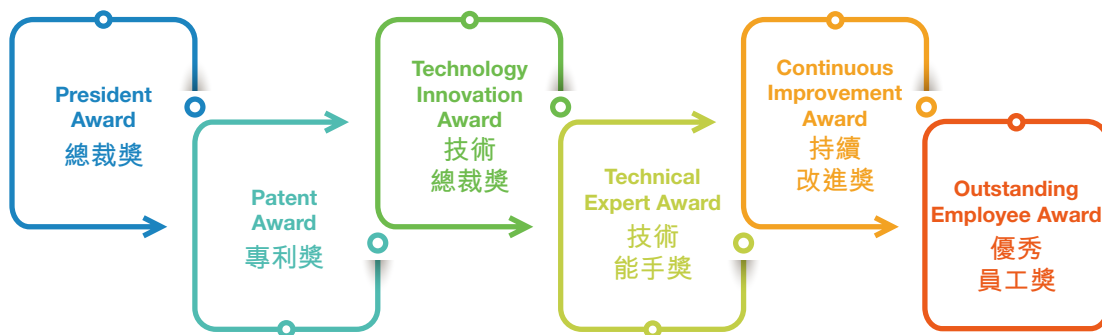 President
Award
總裁獎
Patent
Award
專利獎
Technology
Innovation
Award
技術
總裁獎
Technical
Expert Award
技術
能手獎
Continuous
Improvement
Award
持續
改進獎
Outstanding
Employee Award
優秀
員工獎